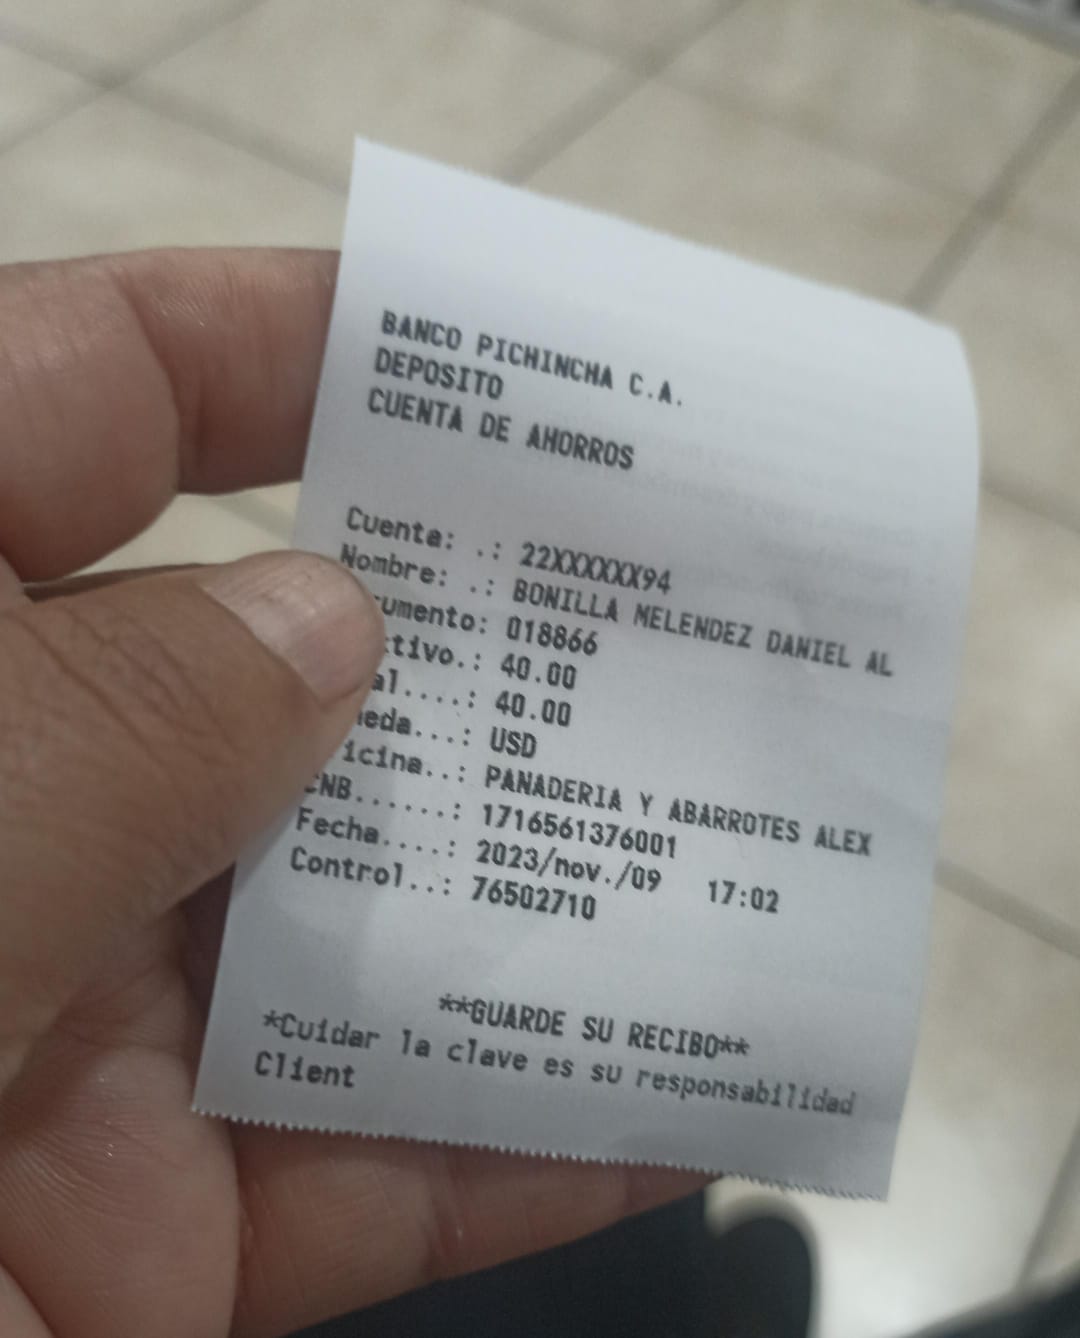 BANCO PICHINCHA C.A.
DEPOSITO
CUENTA DE AHORROS
Cuenta: .: 22XXXXXX94
Nombre: .: BONILLA MELENDEZ DANIEL AL
umento: 018866
tivo.: 40.00
al....: 40.00
eda...: USD
icina..: PANADERIA Y ABARROTES ALEX
CNB......: 1716561376001
Fecha....: 2023/nov./09 17:02
Control..: 76502710
**GUARDE SU RECIBO**
*Cuidar la clave es su responsabilidad
Client